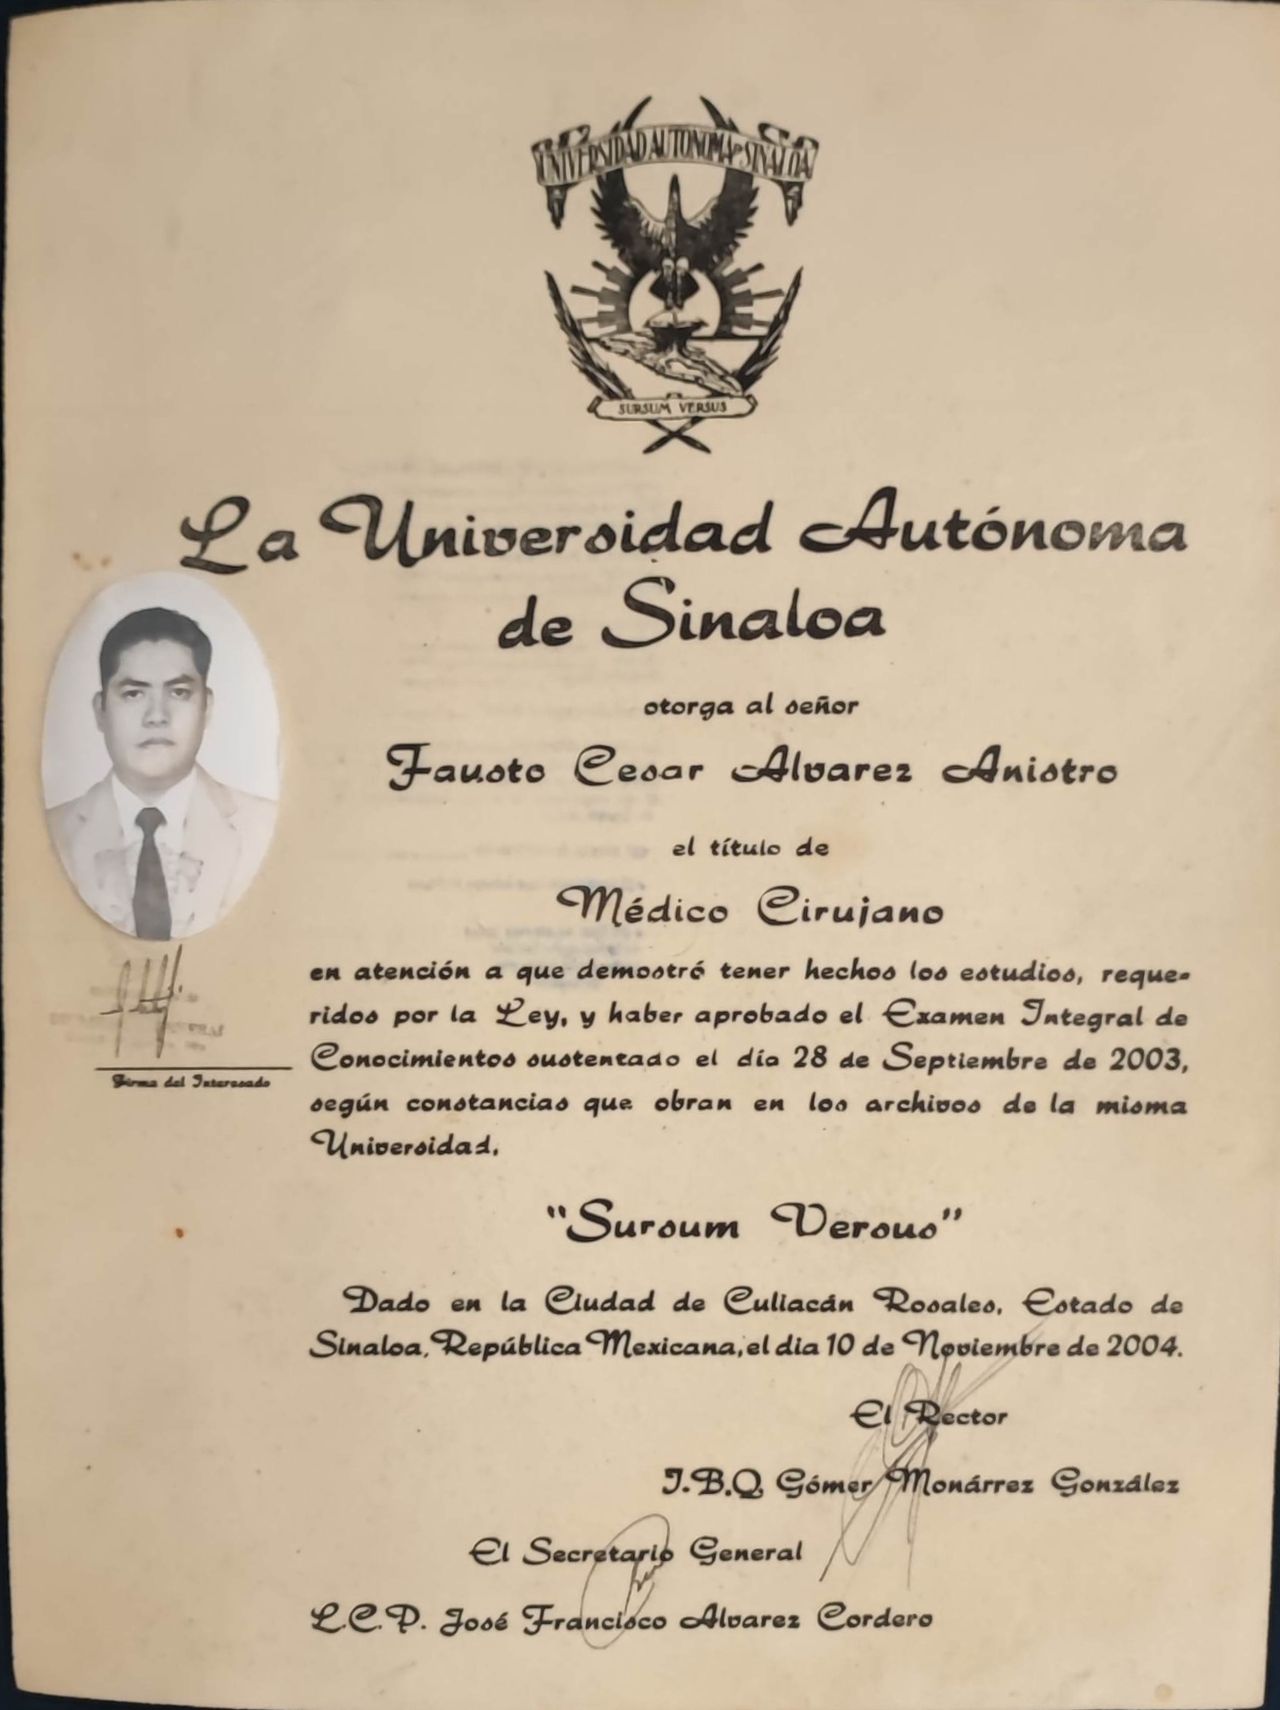 UNIVERSIDAD AUTONOMA DE SINALOA
SURSUM VERSUS
La Universidad Autónoma
de Sinaloa
otorga al señor
Fausto Cesar Alvarez Anistro
el título de
Médico Cirujano
en atención a que demostró tener hechos los estudios, reque-
ridos por la Ley, y haber aprobado el Examen Integral de
Conocimientos sustentado el día 28 de Septiembre de 2003,
según constancias que obran en los archivos de la misma
Universidad.
Firma del Interesado
"Sursum Versus"
Dado en la Ciudad de Culiacán Rosales, Estado de
Sinaloa, República Mexicana, el dia 10 de Noviembre de 2004.
El Rector
I.B.Q. Gómer Monárrez González
El Secretario General
L.C.P. José Francisco Alvarez Cordero